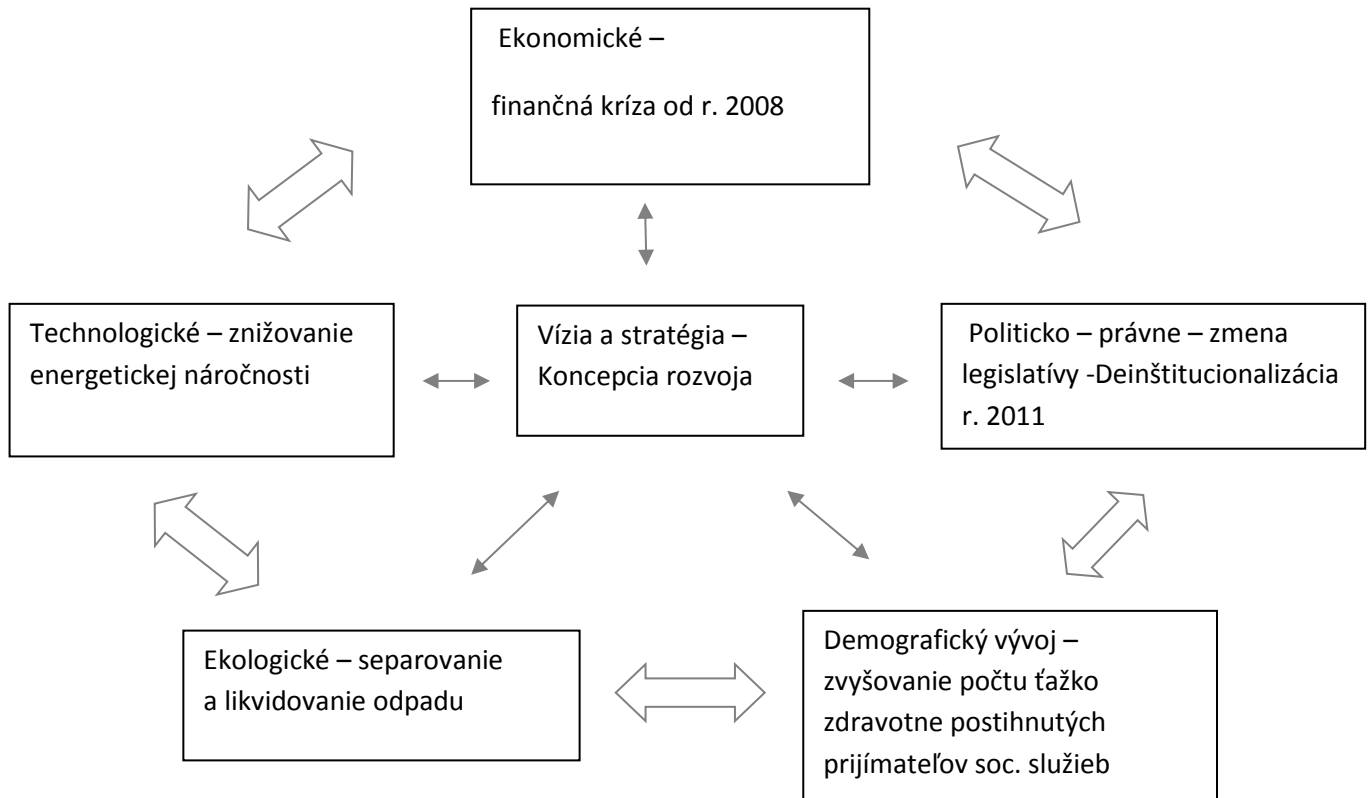 Ekonomické –
finančná kríza od r. 2008
Technologické – znižovanie
energetickej náročnosti
Vízia a stratégia –
Koncepcia rozvoja
Politicko – právne – zmena
legislatívy -Deinštitucionalizácia
r. 2011
Ekologické – separovanie
a likvidovanie odpadu
Demografický vývoj –
zvyšovanie počtu ťažko
zdravotne postihnutých
prijímateľov soc. služieb